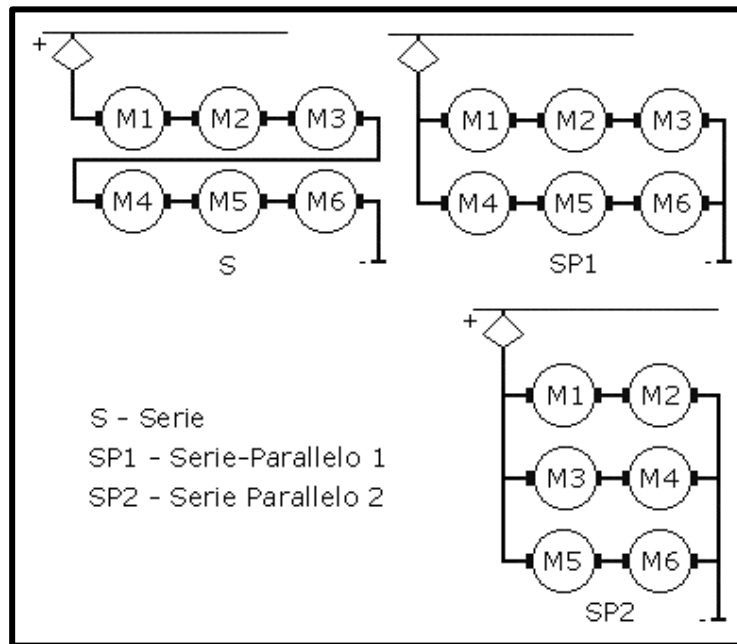 +
M1 M2 M3
M4 M5 M6
-
S
M1 M2 M3
M4 M5 M6
-
SP1
+
M1 M2
M3 M4
M5 M6
-
SP2
S - Serie
SP1 - Serie-Parallelo 1
SP2 - Serie Parallelo 2